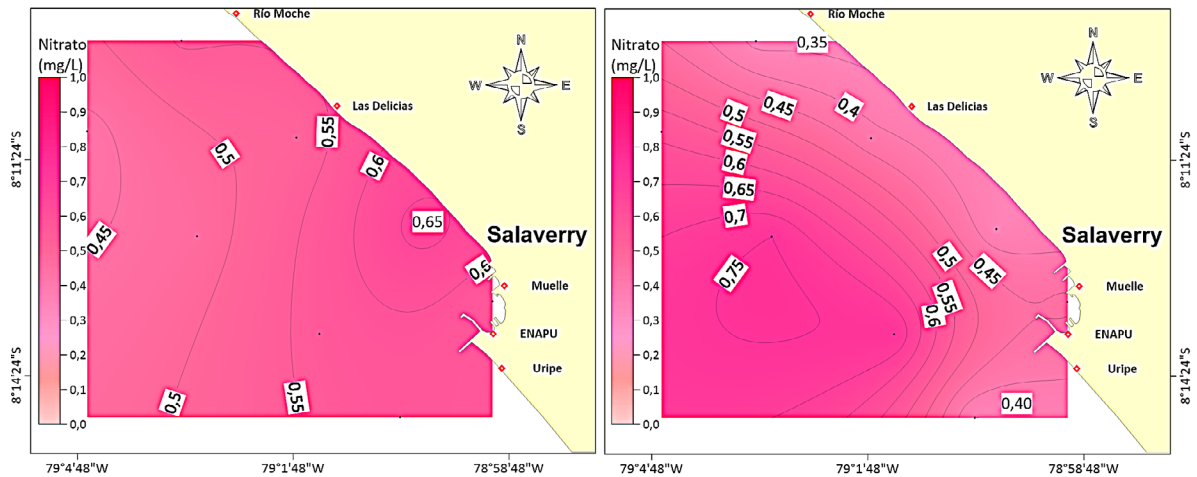 Río Moche
Nitrato
(mg/L)
1,0
0,9
0,8
0,7
0,6
0,5
0,4
0,3
0,2
0,1
0,0
N
W
E
S
Las Delicias
0,55
0,5
0,6
0,65
0,45
Salaverry
0,6
Muelle
ENAPU
Uripe
0,5
0,55
8°11'24"S
8°14'24"S
79°4'48"W
79°1'48"W
78°58'48"W
Río Moche
Nitrato
(mg/L)
1,0
0,9
0,8
0,7
0,6
0,5
0,4
0,3
0,2
0,1
0,0
0,35
N
W
E
S
Las Delicias
0,5
0,45
0,4
0,55
0,6
0,65
0,7
0,75
Salaverry
0,5
0,45
0,55
0,6
Muelle
ENAPU
Uripe
0,40
8°11'24"S
8°14'24"S
79°4'48"W
79°1'48"W
78°58'48"W